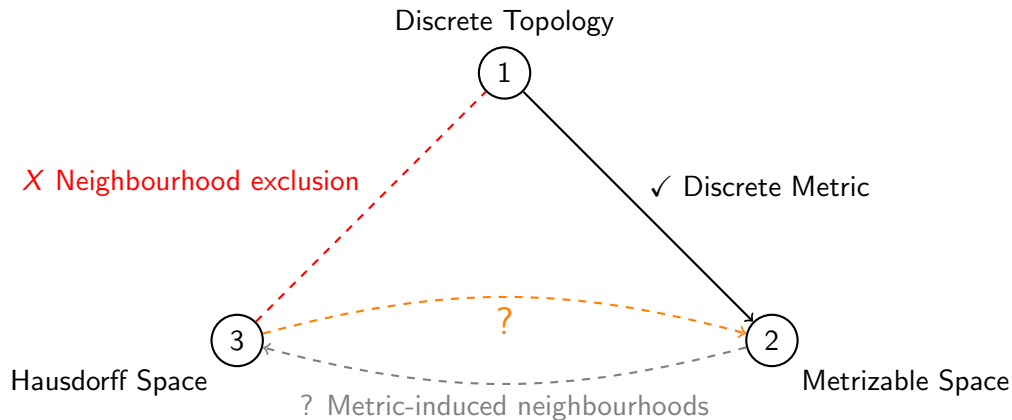 Discrete Topology
1
X Neighbourhood exclusion
✓ Discrete Metric
?
3
2
Hausdorff Space
Metrizable Space
? Metric-induced neighbourhoods